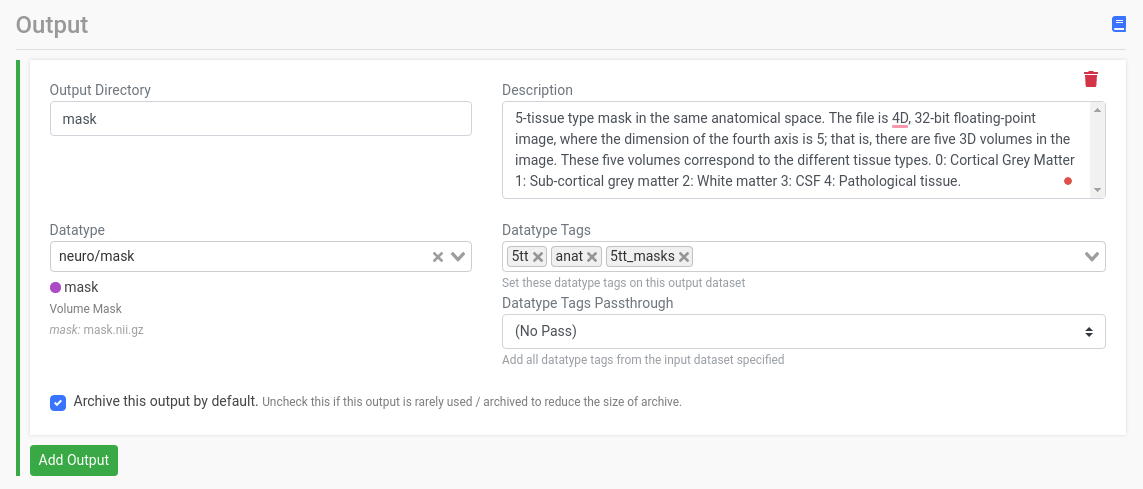 Output
Output Directory
mask
Description
5-tissue type mask in the same anatomical space. The file is 4D, 32-bit floating-point
image, where the dimension of the fourth axis is 5; that is, there are five 3D volumes in the
image. These five volumes correspond to the different tissue types. 0: Cortical Grey Matter
1: Sub-cortical grey matter 2: White matter 3: CSF 4: Pathological tissue.
Datatype
neuro/mask
mask
Volume Mask
mask: mask.nii.gz
Datatype Tags
5tt anat 5tt_masks
Set these datatype tags on this output dataset
Datatype Tags Passthrough
(No Pass)
Add all datatype tags from the input dataset specified
Archive this output by default. Uncheck this if this output is rarely used / archived to reduce the size of archive.
Add Output